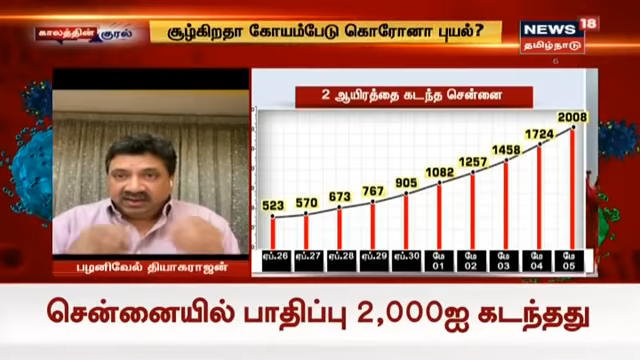 காலத்தின் குரல்
சூழ்கிறதா கோயம்பேடு கொரோனா புயல்?
NEWS 18
தமிழ்நாடு
6
2 ஆயிரத்தை கடந்த சென்னை
523 570 673 767 905 1082 1257 1458 1724 2008
ஏப்.26 ஏப்.27 ஏப்.28 ஏப்.29 ஏப்.30 மே 01 மே 02 மே 03 மே 04 மே 05
பழனிவேல் தியாகராஜன்
சென்னையில் பாதிப்பு 2,000ஐ கடந்தது